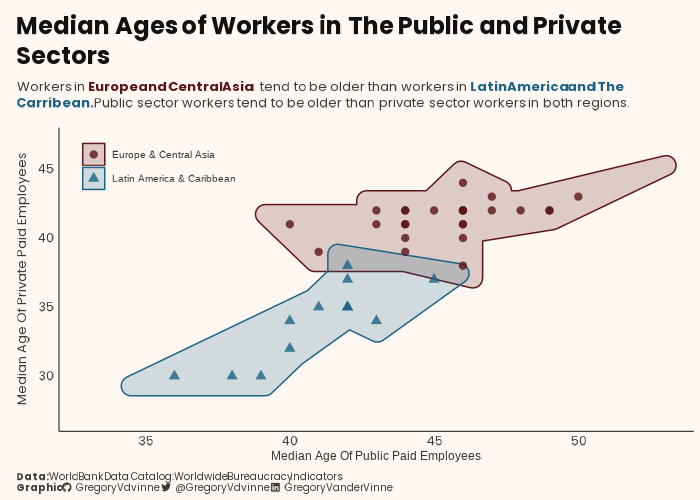 Median Ages of Workers in The Public and Private
Sectors
Workers in Europe and Central Asia tend to be older than workers in Latin America and The
Carribean. Public sector workers tend to be older than private sector workers in both regions.
Europe & Central Asia
Latin America & Caribbean
Median Age Of Private Paid Employees
45
40
35
30
35 40 45 50
Median Age Of Public Paid Employees
Data: World Bank Data Catalog: Worldwide Bureaucracy Indicators
Graphic: GregoryVdvinne @GregoryVdvinne GregoryVanderVinne